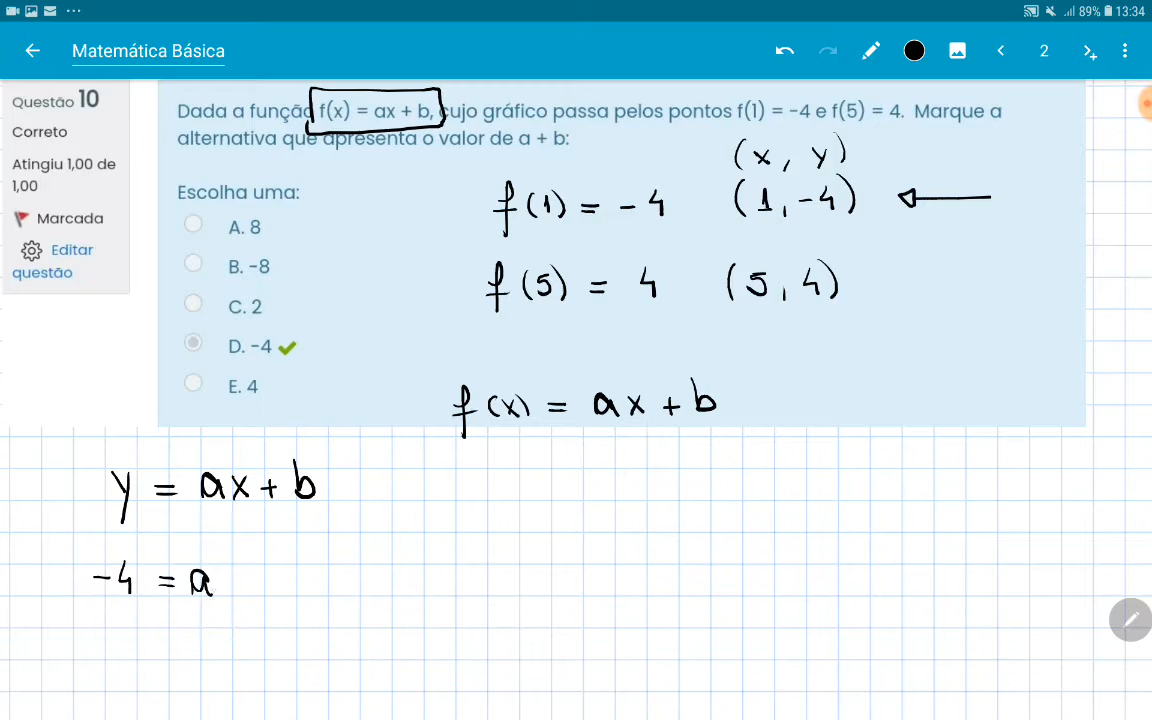 89% 13:34
Matemática Básica
2
Questão 10
Correto
Atingiu 1,00 de
1,00
Marcada
Editar
questão
Dada a função f(x) = ax + b, cujo gráfico passa pelos pontos f(1) = -4 e f(5) = 4. Marque a
alternativa que apresenta o valor de a + b:
Escolha uma:
A. 8
B. -8
C. 2
D. -4
E. 4
(x, y)
f(1) = -4 (1, -4)
f(5) = 4 (5, 4)
f(x) = ax + b
y = ax + b
-4 = a